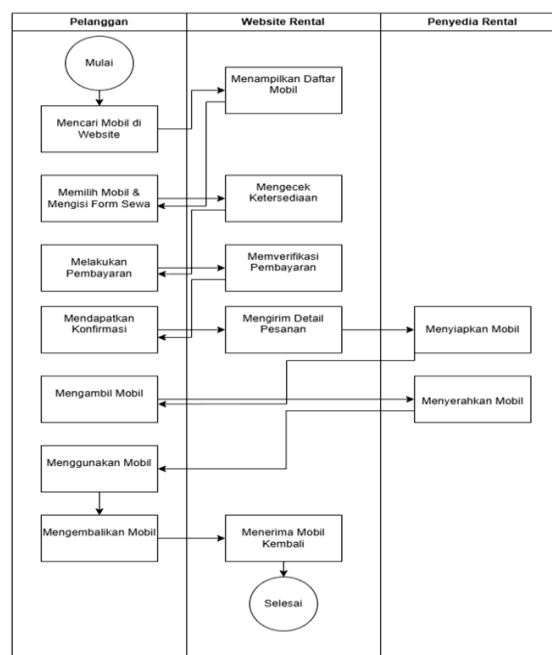 Pelanggan
Website Rental
Penyedia Rental
Mulai
Menampilkan Daftar
Mobil
Mencari Mobil di
Website
Memilih Mobil &
Mengisi Form Sewa
Mengecek
Ketersediaan
Melakukan
Pembayaran
Memverifikasi
Pembayaran
Mendapatkan
Konfirmasi
Mengirim Detail
Pesanan
Menyiapkan Mobil
Mengambil Mobil
Menyerahkan Mobil
Menggunakan Mobil
Mengembalikan Mobil
Menerima Mobil
Kembali
Selesai